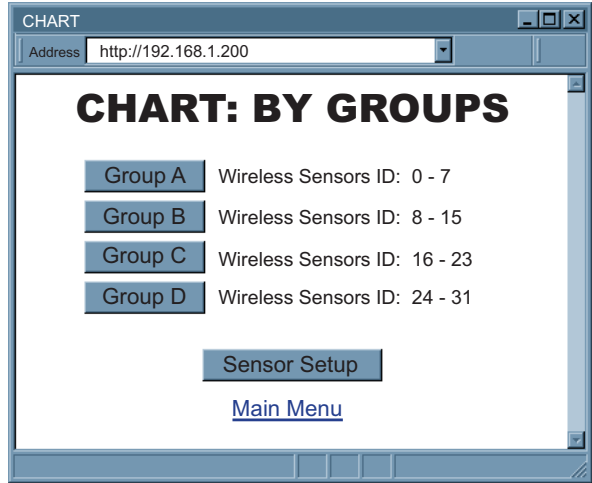 CHART
Address http://192.168.1.200
CHART: BY GROUPS
Group A Wireless Sensors ID: 0 - 7
Group B Wireless Sensors ID: 8 - 15
Group C Wireless Sensors ID: 16 - 23
Group D Wireless Sensors ID: 24 - 31
Sensor Setup
Main Menu